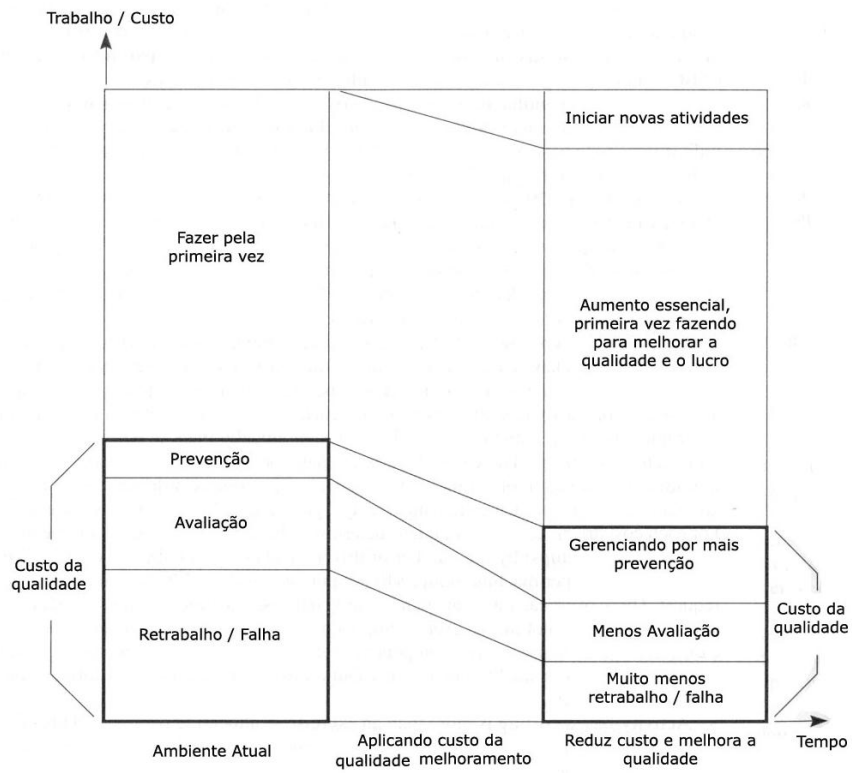 Trabalho / Custo
Iniciar novas atividades
Fazer pela
primeira vez
Aumento essencial,
primeira vez fazendo
para melhorar a
qualidade e o lucro
Prevenção
Avaliação
Retrabalho / Falha
Custo da
qualidade
Gerenciando por mais
prevenção
Menos Avaliação
Muito menos
retrabalho / falha
Custo da
qualidade
Tempo
Ambiente Atual
Aplicando custo da
qualidade melhoramento
Reduz custo e melhora a
qualidade